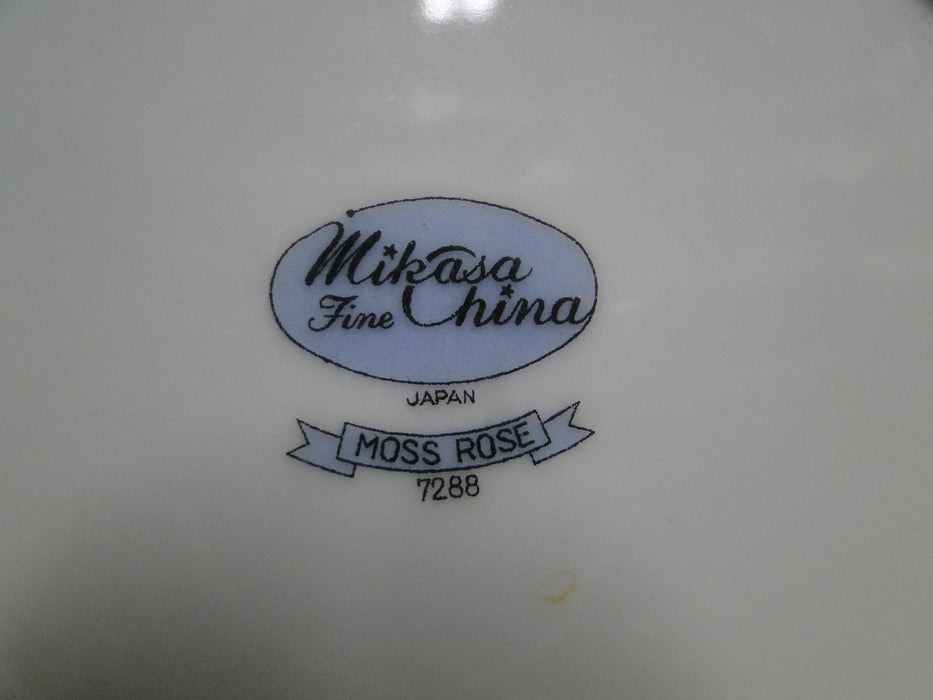 Mikasa
Fine China
JAPAN
MOSS ROSE
7288